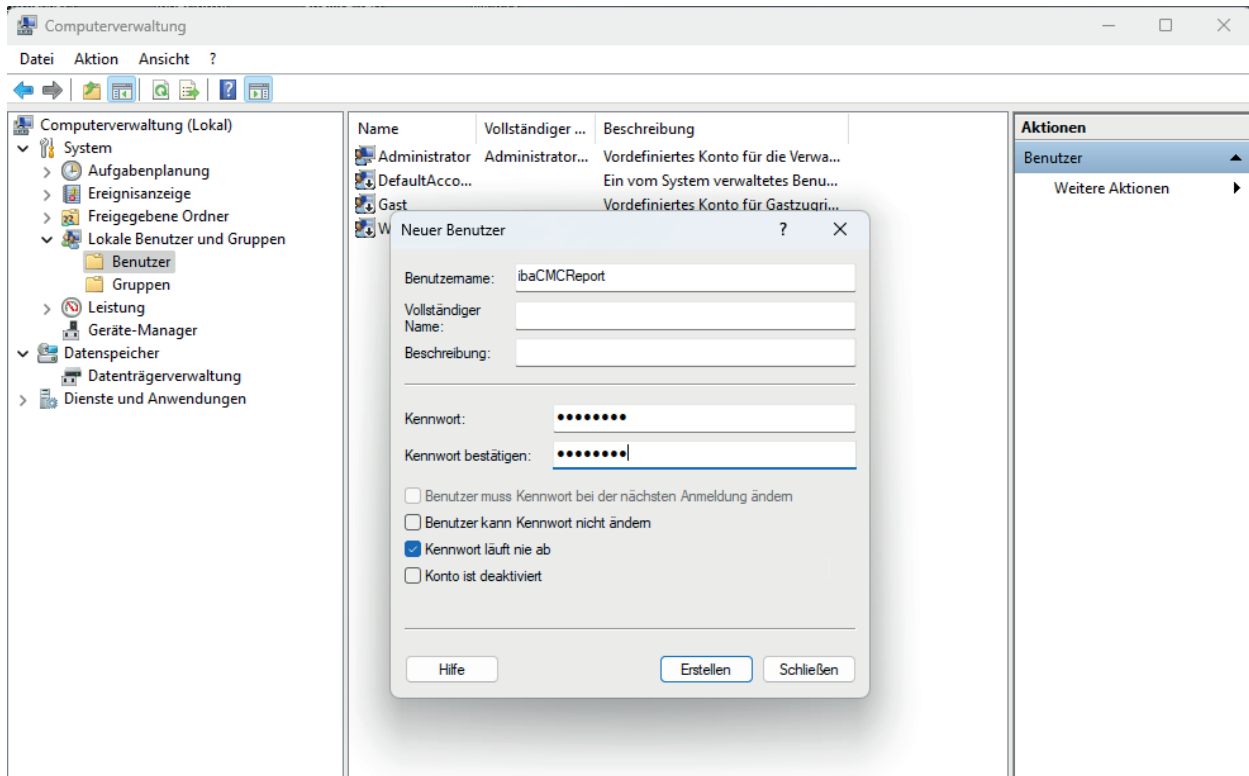 Computerverwaltung
Datei Aktion Ansicht ?
Computerverwaltung (Lokal)
System
Aufgabenplanung
Ereignisanzeige
Freigegebene Ordner
Lokale Benutzer und Gruppen
Benutzer
Gruppen
Leistung
Geräte-Manager
Datenspeicher
Datenträgerverwaltung
Dienste und Anwendungen
Name Vollständiger ... Beschreibung
Administrator Administrator... Vordefiniertes Konto für die Verwa...
DefaultAcco... Ein vom System verwaltetes Benu...
Gast Vordefiniertes Konto für Gastzugri...
W
Neuer Benutzer ?
Benutzername: ibaCMCReport
Vollständiger
Name:
Beschreibung:
Kennwort: ••••••••
Kennwort bestätigen: ••••••••
Benutzer muss Kennwort bei der nächsten Anmeldung ändern
Benutzer kann Kennwort nicht ändern
Kennwort läuft nie ab
Konto ist deaktiviert
Hilfe Erstellen Schließen
Aktionen
Benutzer
Weitere Aktionen